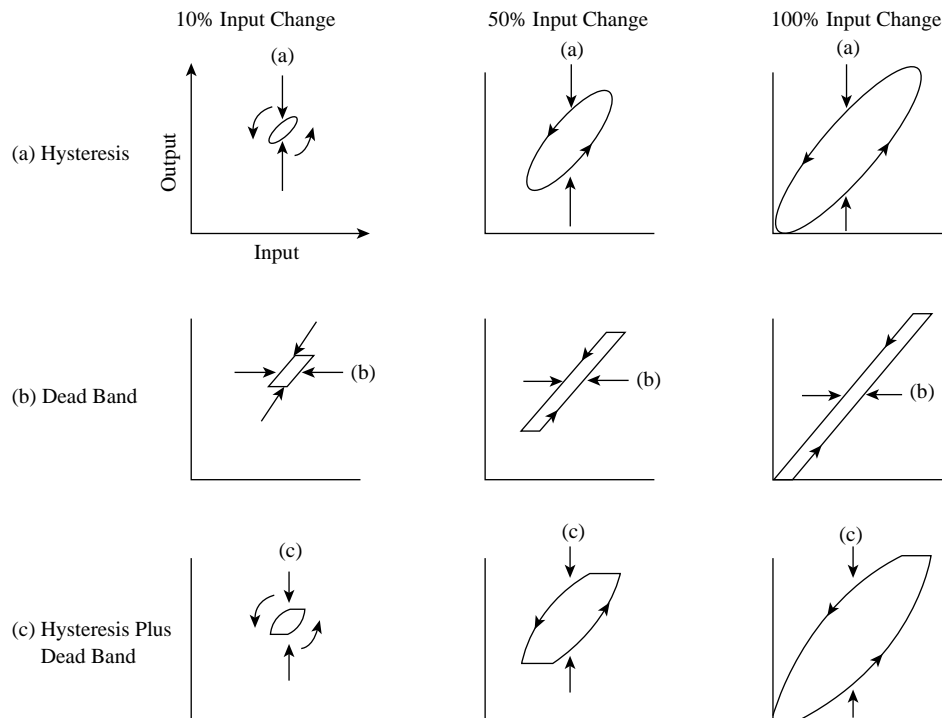 10% Input Change
50% Input Change
100% Input Change
(a)
(a)
(a)
(a) Hysteresis
Output
Input
(b) Dead Band
(b)
(b)
(b)
(c)
(c)
(c)
(c) Hysteresis Plus
Dead Band